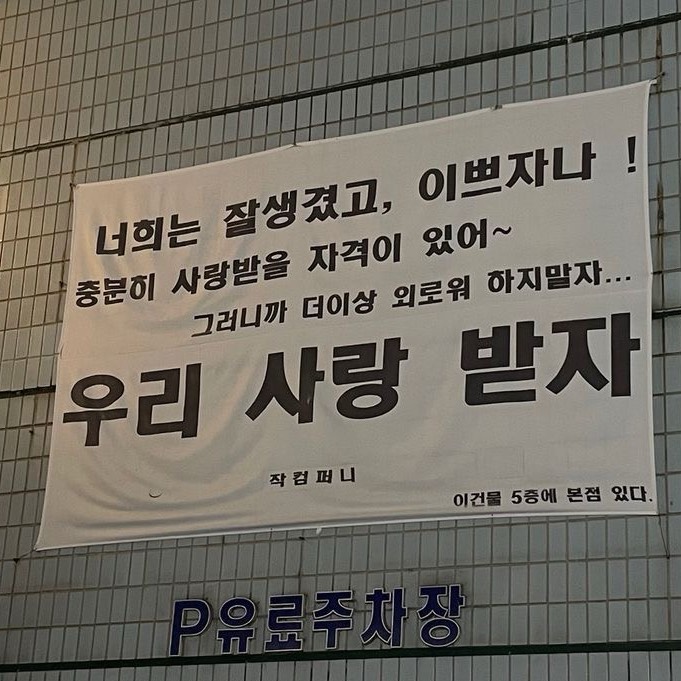 너희는 잘생겼고, 이쁘자나 !
충분히 사랑받을 자격이 있어~
그러니까 더이상 외로워 하지말자...
우리 사랑 받자
작컴퍼니
이건물 5층에 본점 있다.
P유료주차장